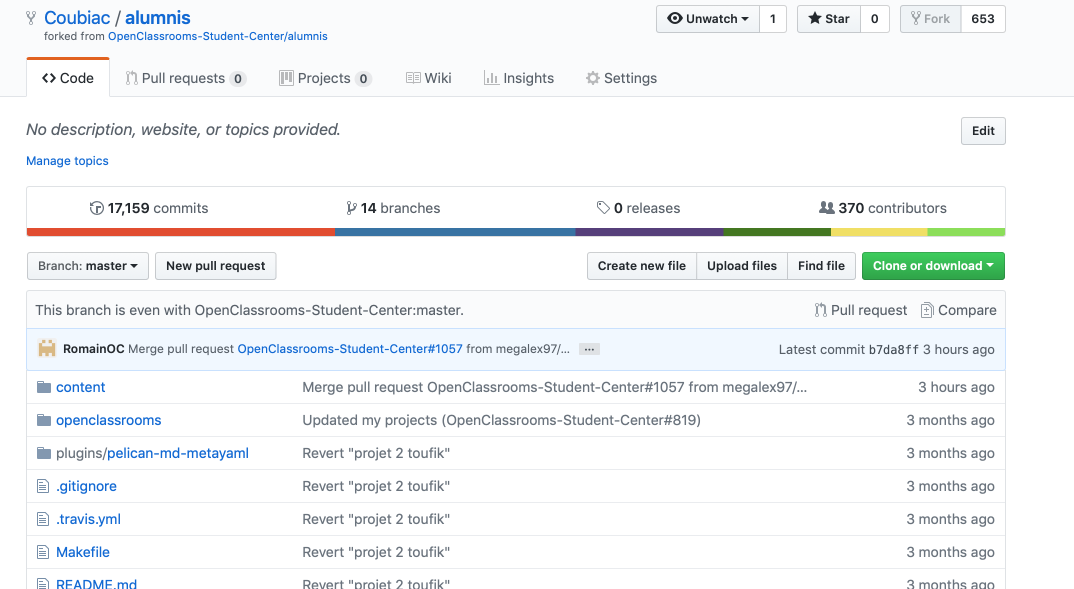 Coubiac / alumnis
Unwatch 1 Star 0 Fork 653
forked from OpenClassrooms-Student-Center/alumnis
Code Pull requests 0 Projects 0 Wiki Insights Settings
No description, website, or topics provided.
Edit
Manage topics
17,159 commits 14 branches 0 releases 370 contributors
Branch: master New pull request Create new file Upload files Find file Clone or download
This branch is even with OpenClassrooms-Student-Center:master. Pull request Compare
RomainOC Merge pull request OpenClassrooms-Student-Center#1057 from megalex97/... ... Latest commit b7da8ff 3 hours ago
content Merge pull request OpenClassrooms-Student-Center#1057 from megalex97/... 3 hours ago
openclassrooms Updated my projects (OpenClassrooms-Student-Center#819) 3 months ago
plugins/pelican-md-metayaml Revert "projet 2 toufik" 3 months ago
.gitignore Revert "projet 2 toufik" 3 months ago
.travis.yml Revert "projet 2 toufik" 3 months ago
Makefile Revert "projet 2 toufik" 3 months ago
README.md Revert "projet 2 toufik" 3 months ago